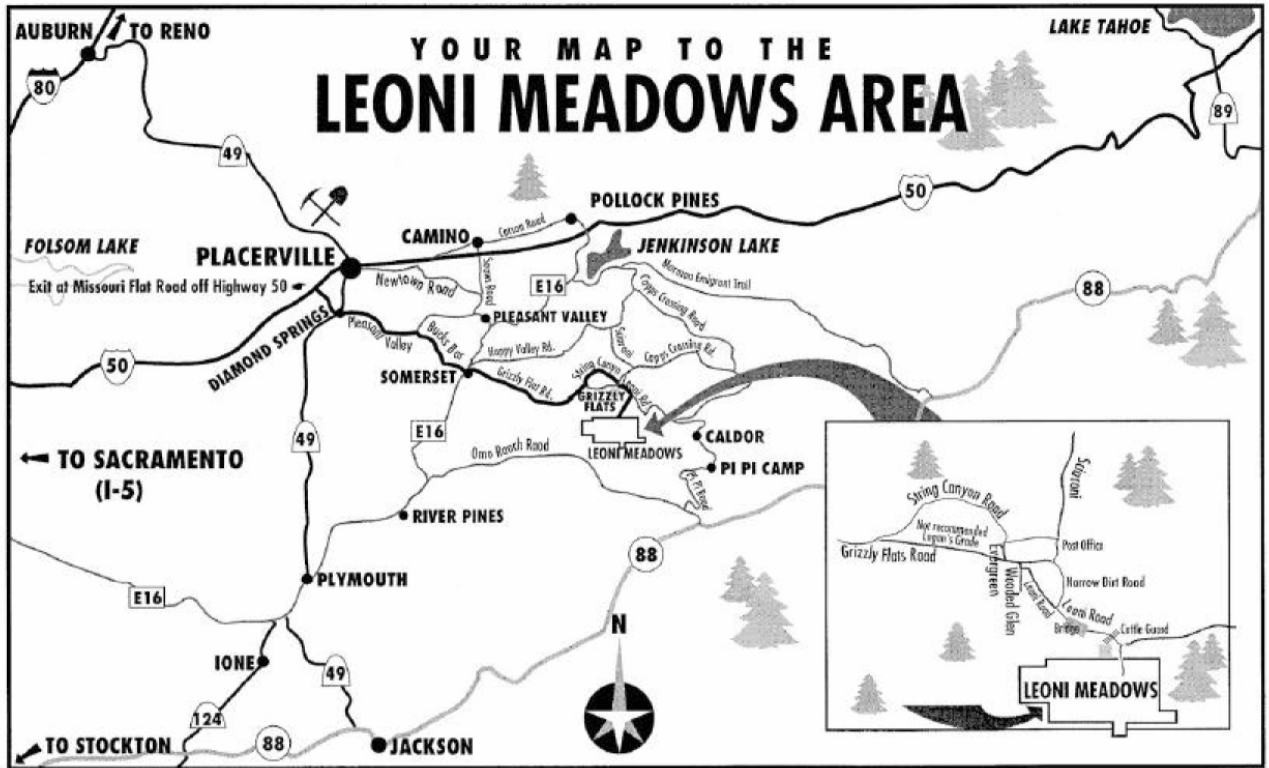 YOUR MAP TO THE
LEONI MEADOWS AREA
AUBURN
TO RENO
80
49
LAKE TAHOE
89
50
POLLOCK PINES
CAMINO
Carson Road
JENKINSON LAKE
FOLSOM LAKE
PLACERVILLE
Exit at Missouri Flat Road off Highway 50
Newtown Road
E16
Mormon Emigrant Trail
88
Capps Crossing Road
PLEASANT VALLEY
DIAMOND SPRINGS
Pleasant Valley
Bucks Bar
Happy Valley Rd.
Capps Crossing Rd.
50
SOMERSET
Grizzly Flat Rd.
String Canyon
Leoni Rd.
GRIZZLY FLATS
LEONI MEADOWS
49
E16
Omo Ranch Road
CALDOR
PI PI CAMP
Pi Pi Road
TO SACRAMENTO
(I-5)
RIVER PINES
88
PLYMOUTH
E16
N
IONE
49
124
TO STOCKTON
88
JACKSON
String Canyon Road
Sciaroni
Not recommended
Logan's Grade
Grizzly Flats Road
Post Office
Evergreen
Wooded Glen
Narrow Dirt Road
Leoni Road
Leoni Road
Bridge
Cattle Guard
LEONI MEADOWS